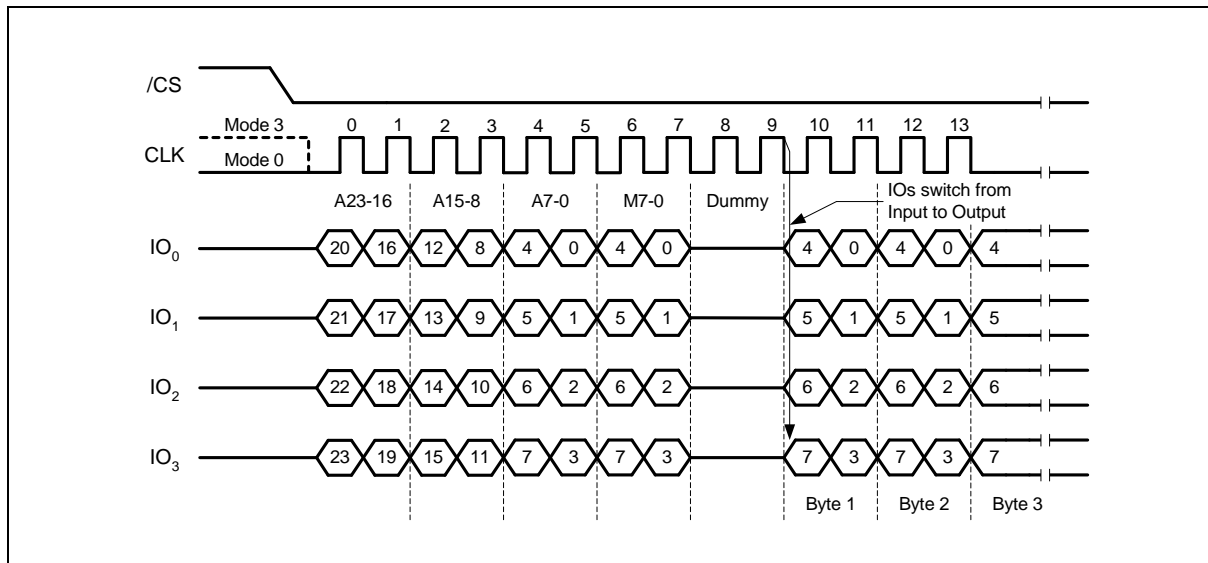 /CS
Mode 3 0 1 2 3 4 5 6 7 8 9 10 11 12 13
CLK Mode 0
A23-16 A15-8 A7-0 M7-0 Dummy IOs switch from
Input to Output
IO0 20 16 12 8 4 0 4 0 4 0 4 0 4
IO1 21 17 13 9 5 1 5 1 5 1 5 1 5
IO2 22 18 14 10 6 2 6 2 6 2 6 2 6
IO3 23 19 15 11 7 3 7 3 7 3 7 3 7
Byte 1 Byte 2 Byte 3